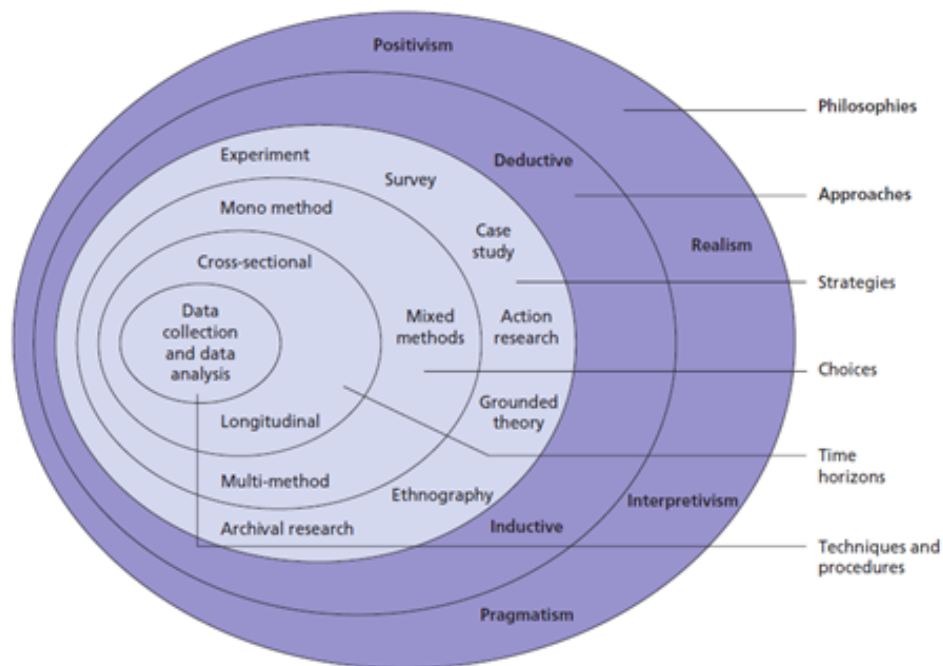 Positivism
Philosophies
Experiment
Deductive
Survey
Approaches
Mono method
Case
study
Realism
Cross-sectional
Strategies
Data
collection
and data
analysis
Mixed
methods
Action
research
Choices
Longitudinal
Grounded
theory
Time
horizons
Multi-method
Ethnography
Interpretivism
Archival research
Inductive
Techniques and
procedures
Pragmatism